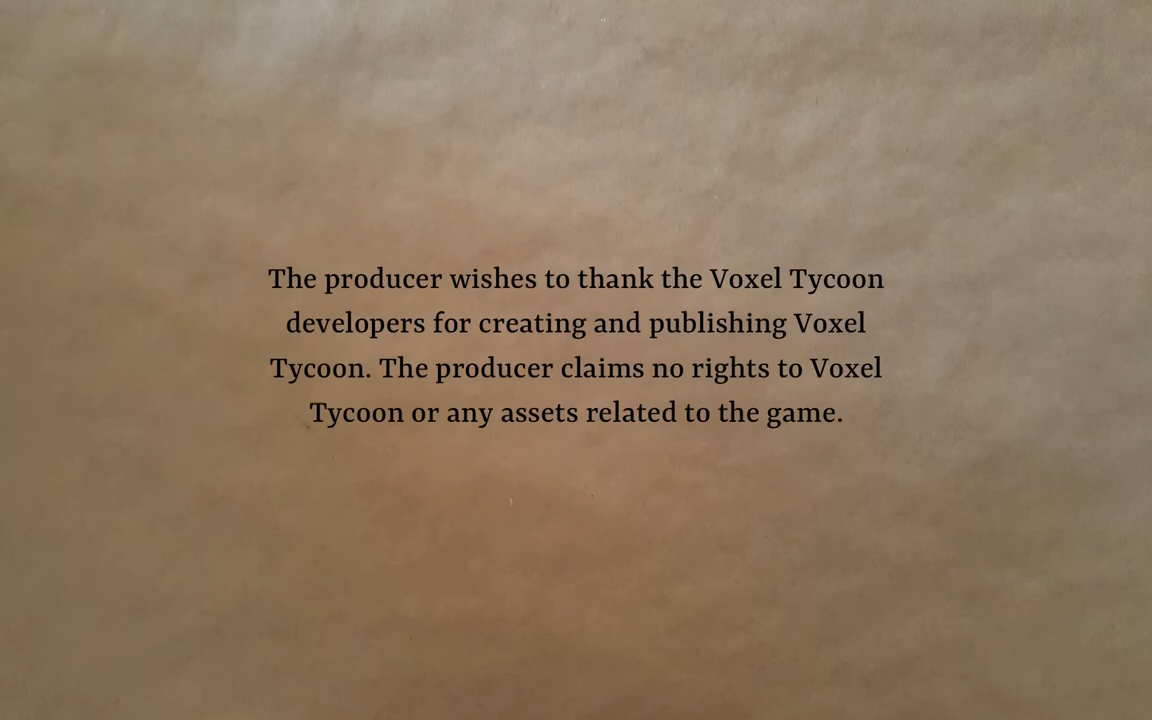 The producer wishes to thank the Voxel Tycoon
developers for creating and publishing Voxel
Tycoon. The producer claims no rights to Voxel
Tycoon or any assets related to the game.